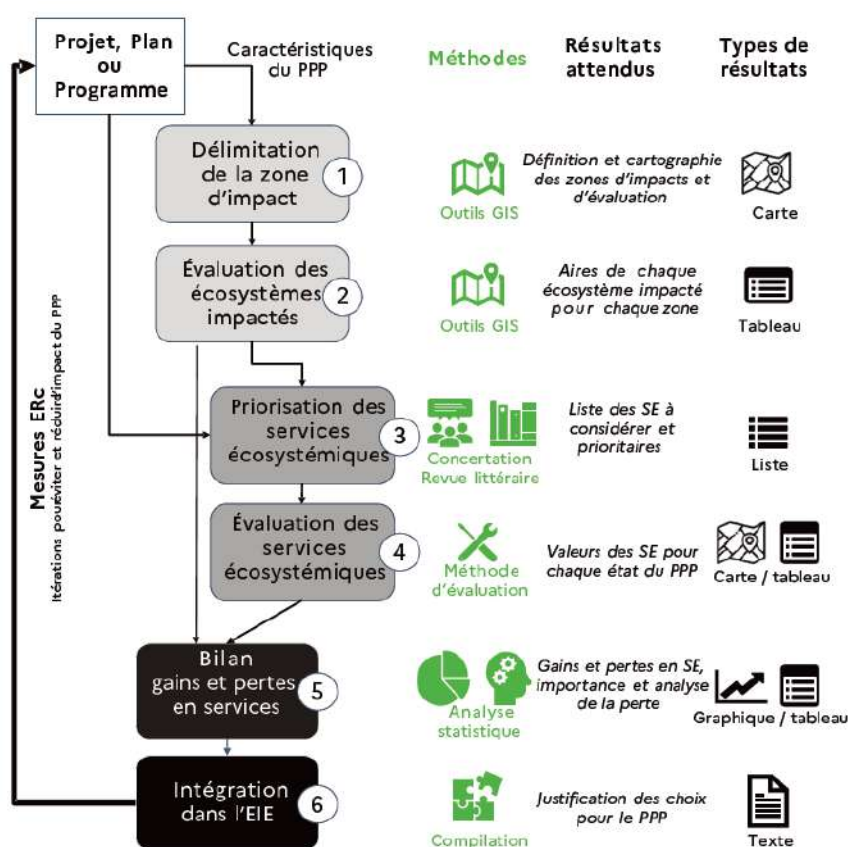 Projet, Plan
ou
Programme
Caractéristiques
du PPP
Méthodes
Résultats
attendus
Types de
résultats
Délimitation
de la zone
d'impact
1
Outils GIS
Définition et cartographie
des zones d'impacts et
d'évaluation
Carte
Évaluation des
écosystèmes
impactés
2
Outils GIS
Aires de chaque
écosystème impacté
pour chaque zone
Tableau
Priorisation des
services
écosystémiques
3
Concertation
Revue littéraire
Liste des SE à
considérer et
prioritaires
Liste
Évaluation des
services
écosystémiques
4
Méthode
d'évaluation
Valeurs des SE pour
chaque état du PPP
Carte / tableau
Bilan
gains et pertes
en services
5
Analyse
statistique
Gains et pertes en SE,
importance et analyse
de la perte
Graphique / tableau
Intégration
dans l'EIE
6
Compilation
Justification des choix
pour le PPP
Texte
Mesures ERc
Itérations pouréviter et réduird'impact du PPP